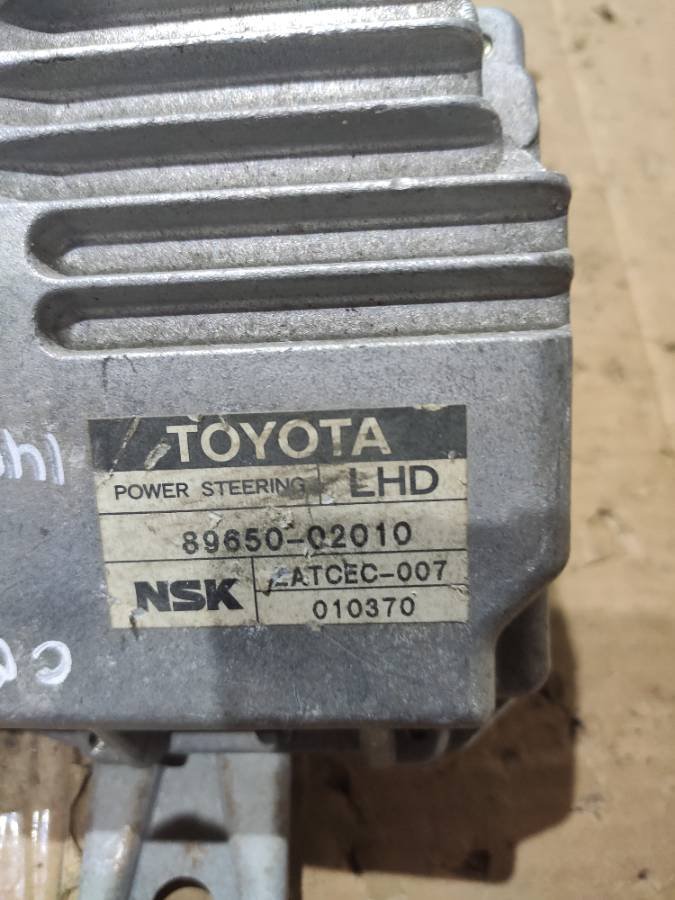 TOYOTA
POWER STEERING LHD
89650-02010
NSK
EATCEC-007
010370